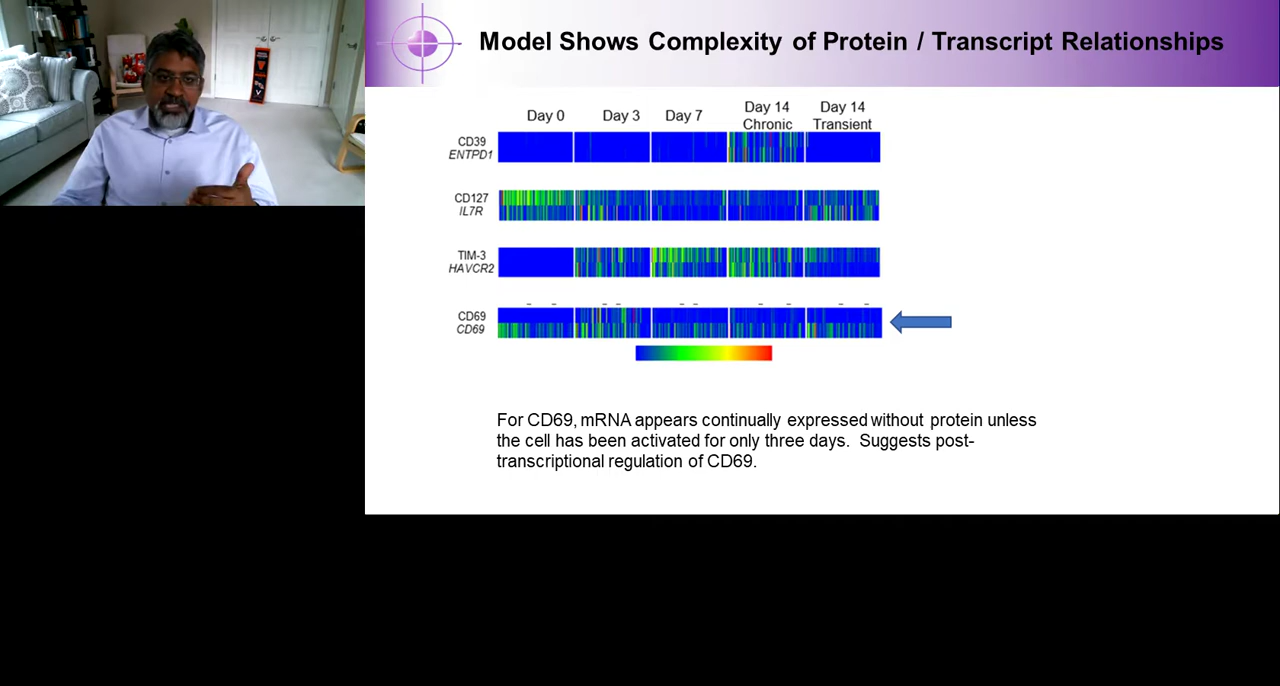 Model Shows Complexity of Protein / Transcript Relationships
Day 0
Day 3
Day 7
Day 14
Chronic
Day 14
Transient
CD39
ENTPD1
CD127
IL7R
TIM-3
HAVCR2
CD69
CD69
For CD69, mRNA appears continually expressed without protein unless
the cell has been activated for only three days. Suggests post-
transcriptional regulation of CD69.